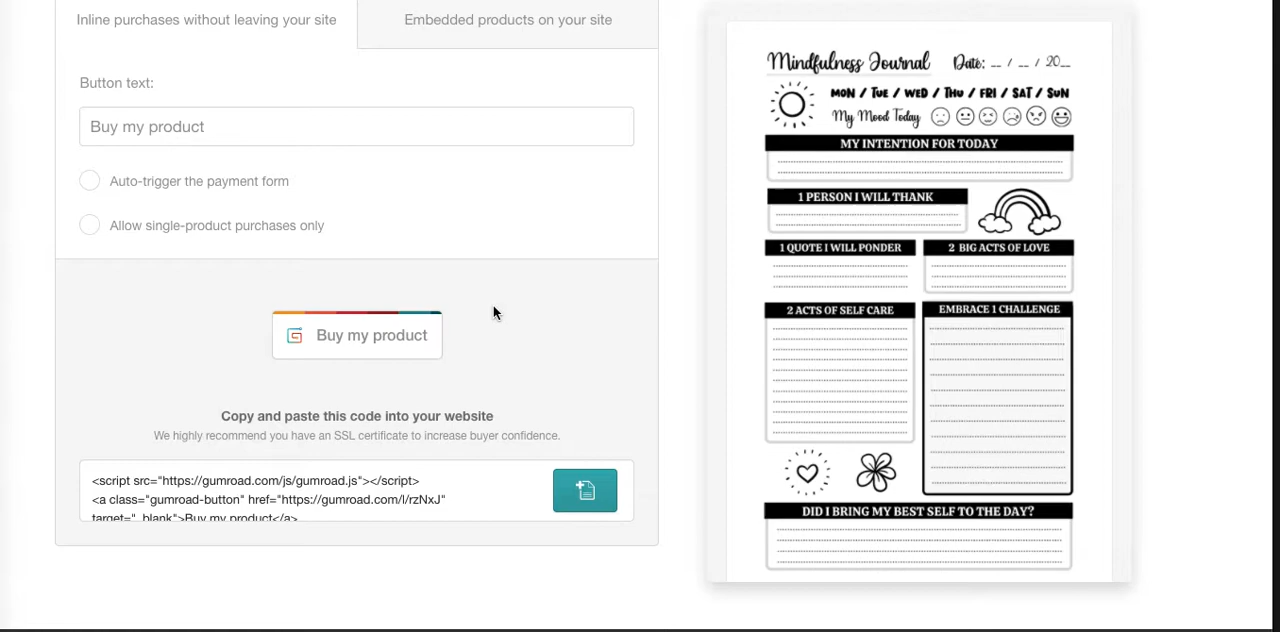 Inline purchases without leaving your site
Embedded products on your site
Button text:
Buy my product
Auto-trigger the payment form
Allow single-product purchases only
Buy my product
Copy and paste this code into your website
We highly recommend you have an SSL certificate to increase buyer confidence.
<script src="https://gumroad.com/js/gumroad.js"></script>
<a class="gumroad-button" href="https://gumroad.com/l/rzNxJ"
target="_blank">Buy my product</a>
Mindfulness Journal Date: __ / __ / 20__
MON / TUE / WED / THU / FRI / SAT / SUN
My Mood Today
MY INTENTION FOR TODAY
1 PERSON I WILL THANK
1 QUOTE I WILL PONDER
2 BIG ACTS OF LOVE
2 ACTS OF SELF CARE
EMBRACE 1 CHALLENGE
DID I BRING MY BEST SELF TO THE DAY?